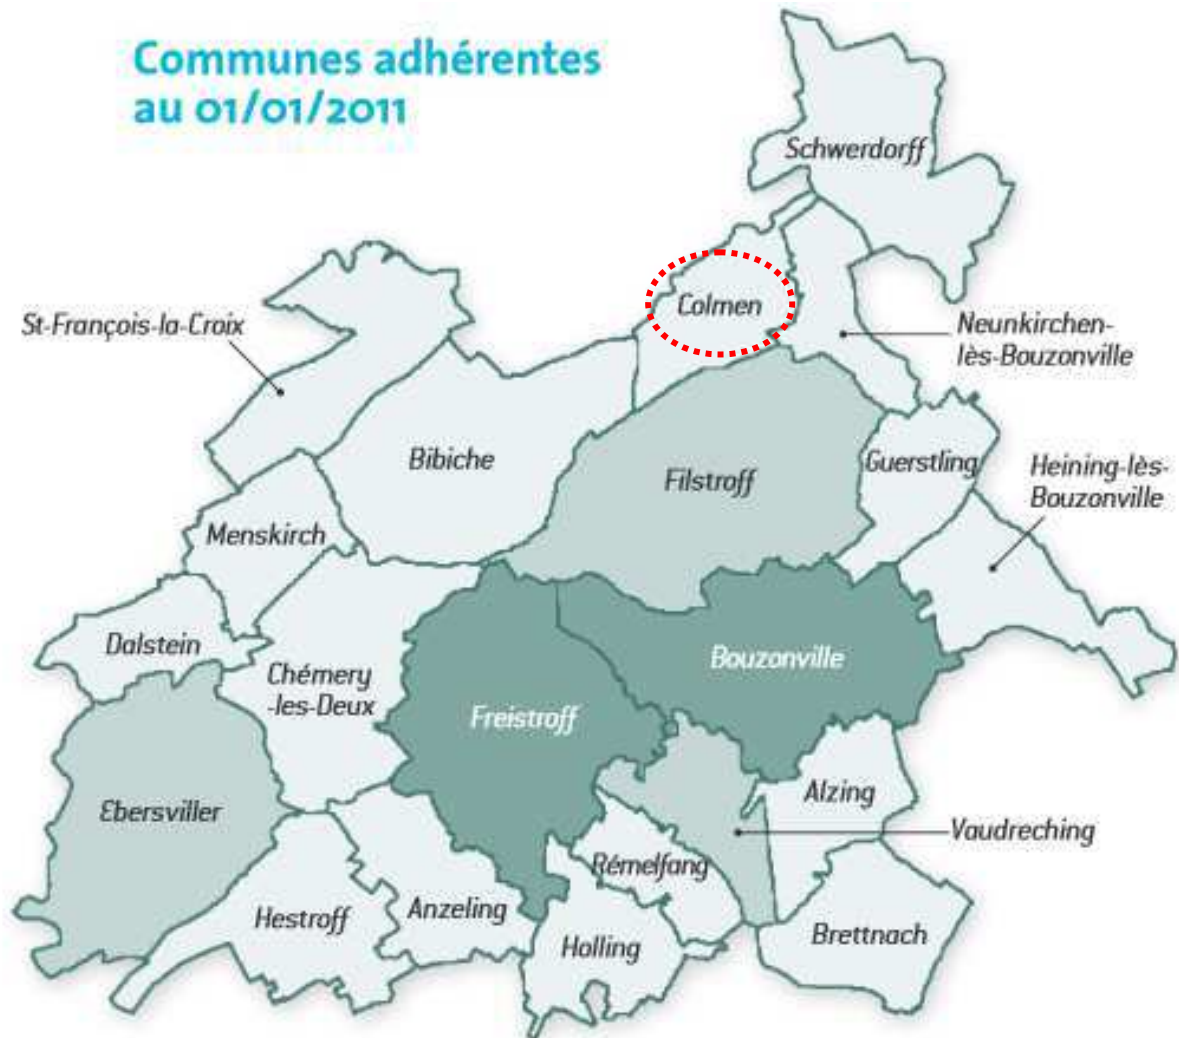 Communes adhérentes
au 01/01/2011
Schwerdorff
Colmen
St-François-la-Croix
Neunkirchen-
lès-Bouzonville
Bibiche
Filstroff
Guerstling
Heining-lès-
Bouzonville
Menskirch
Dalstein
Chémery
-les-Deux
Bouzonville
Freistroff
Ebersviller
Alzing
Vaudreching
Rémelfang
Hestroff
Anzeling
Holling
Brettnach